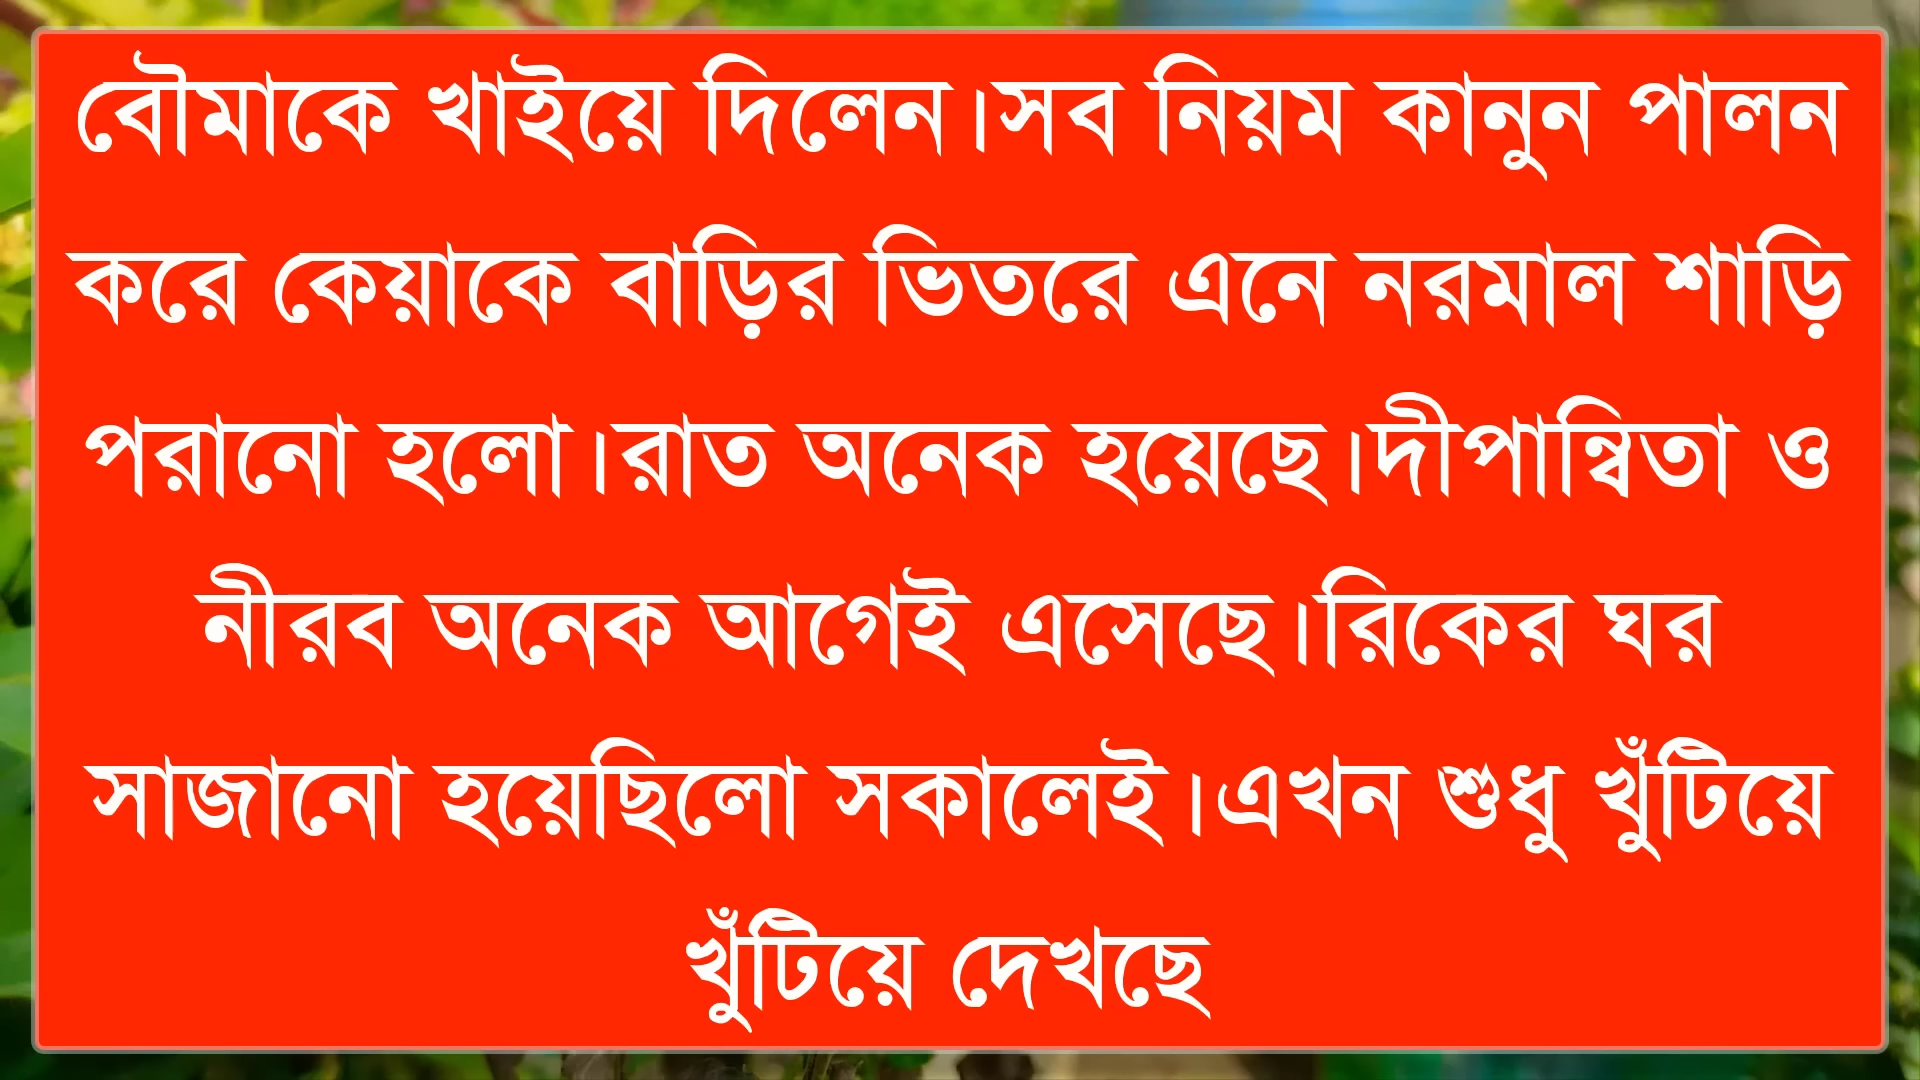 বৌমাকে খাইয়ে দিলেন।সব নিয়ম কানুন পালন
করে কেয়াকে বাড়ির ভিতরে এনে নরমাল শাড়ি
পরানো হলো।রাত অনেক হয়েছে।দীপান্বিতা ও
নীরব অনেক আগেই এসেছে।রিকের ঘর
সাজানো হয়েছিলো সকালেই।এখন শুধু খুঁটিয়ে
খুঁটিয়ে দেখছে